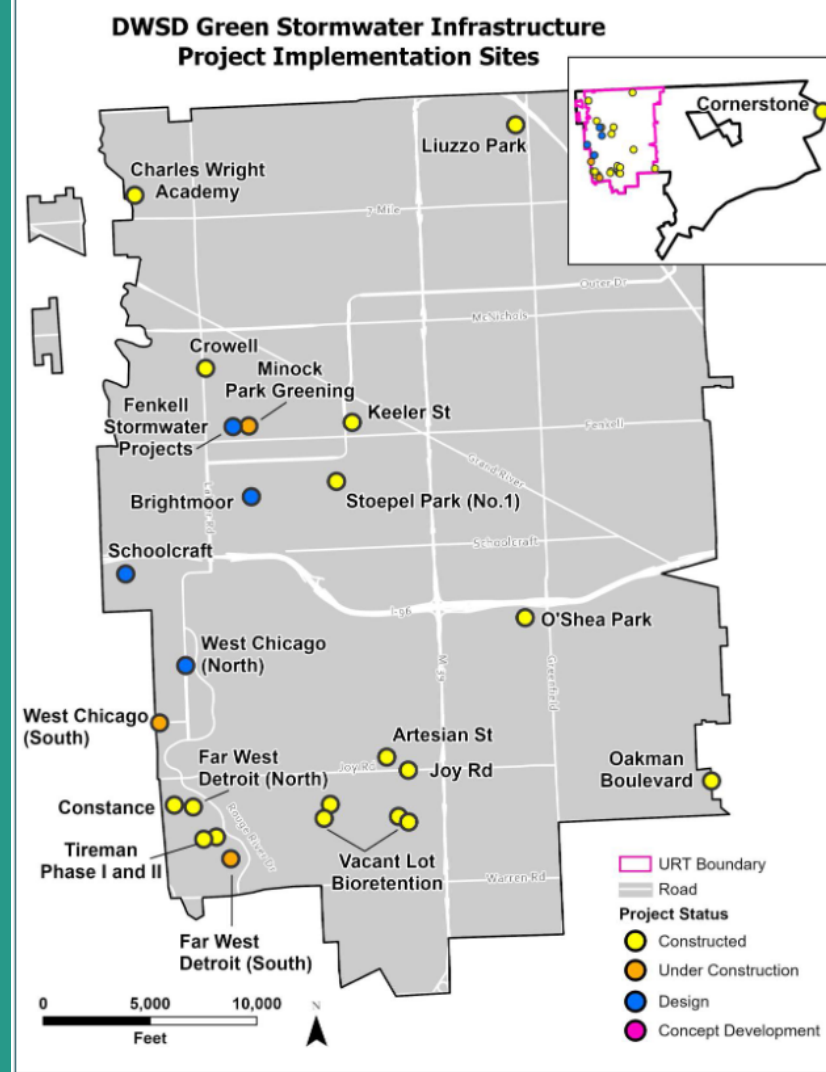 DWSD Green Stormwater Infrastructure
Project Implementation Sites
Cornerstone
Liuzzo Park
Charles Wright
Academy
7 Mile
Outer Dr
McNichols
Crowell
Minock
Park Greening
Fenkell
Stormwater
Projects
Keeler St
Fenkell
Grand River
Brightmoor
Stoepel Park (No.1)
Schoolcraft
Schoolcraft
I-96
O'Shea Park
West Chicago
(North)
M-39
Greenfield
West Chicago
(South)
Artesian St
Far West
Detroit (North)
Joy Rd
Joy Rd
Oakman
Boulevard
Constance
Rouge River Dr
Tireman
Phase I and II
Vacant Lot
Bioretention
Warren Rd
Far West
Detroit (South)
URT Boundary
Road
Project Status
Constructed
Under Construction
Design
Concept Development
0 5,000 10,000
Feet
N